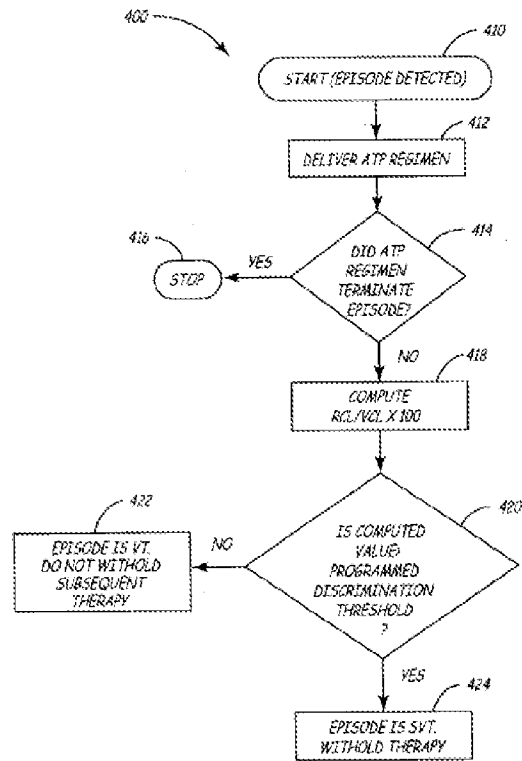 400
410
START (EPISODE DETECTED)
412
DELIVER ATP REGIMEN
414
416
DID ATP
REGIMEN
TERMINATE
EPISODE?
YES
STOP
NO
418
COMPUTE
RCL/VCL X 100
420
422
IS COMPUTED
VALUE>
PROGRAMMED
DISCRIMINATION
THRESHOLD
?
NO
EPISODE IS VT.
DO NOT WITHOLD
SUBSEQUENT
THERAPY
YES
424
EPISODE IS SVT.
WITHOLD THERAPY